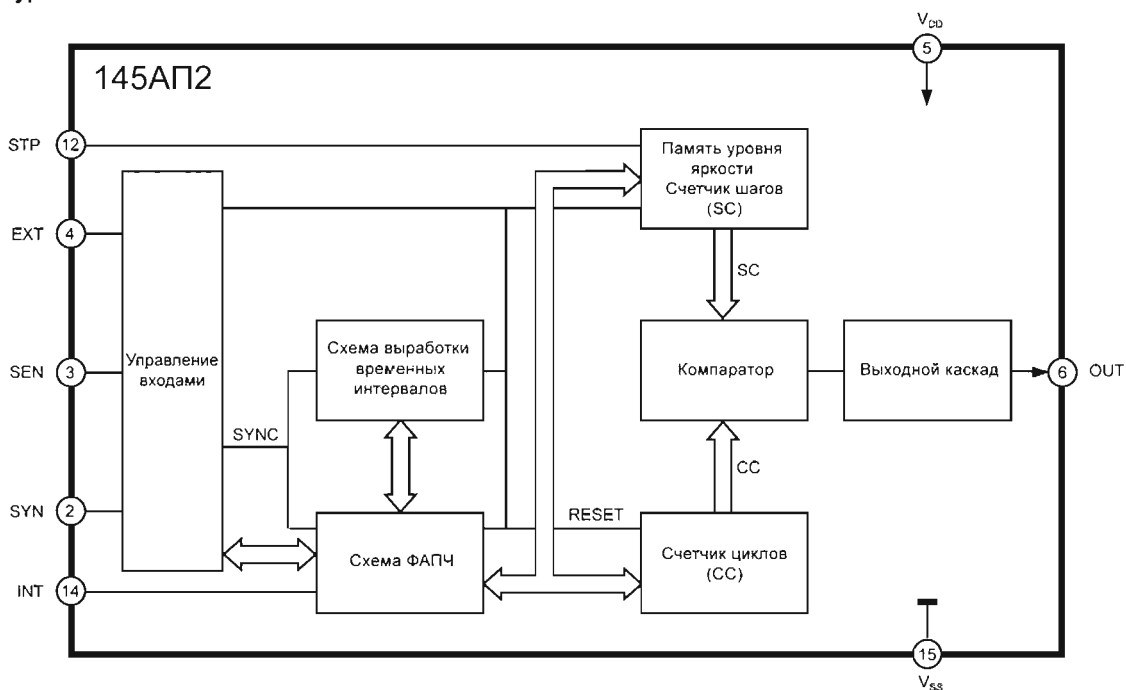 V_CD
5
145АП2
STP 12
Память уровня
яркости
Счетчик шагов
(SC)
EXT 4
SC
Схема выработки
временных
интервалов
Управление
входами
Компаратор
Выходной каскад
SEN 3
6 OUT
SYNC
CC
SYN 2
RESET
Схема ФАПЧ
Счетчик циклов
(CC)
INT 14
15
V_SS